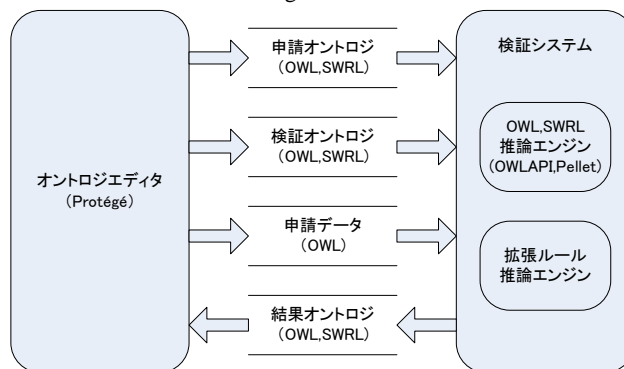 申請オントロジ
(OWL,SWRL)
検証システム
検証オントロジ
(OWL,SWRL)
OWL,SWRL
推論エンジン
(OWLAPI,Pellet)
オントロジエディタ
(Protégé)
申請データ
(OWL)
拡張ルール
推論エンジン
結果オントロジ
(OWL,SWRL)